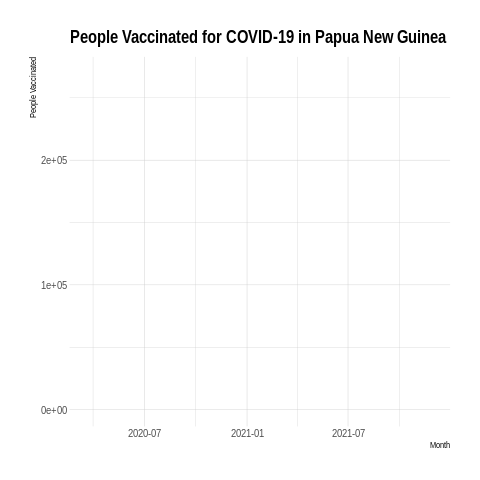 People Vaccinated for COVID-19 in Papua New Guinea
People Vaccinated
2e+05
1e+05
0e+00
2020-07
2021-01
2021-07
Month